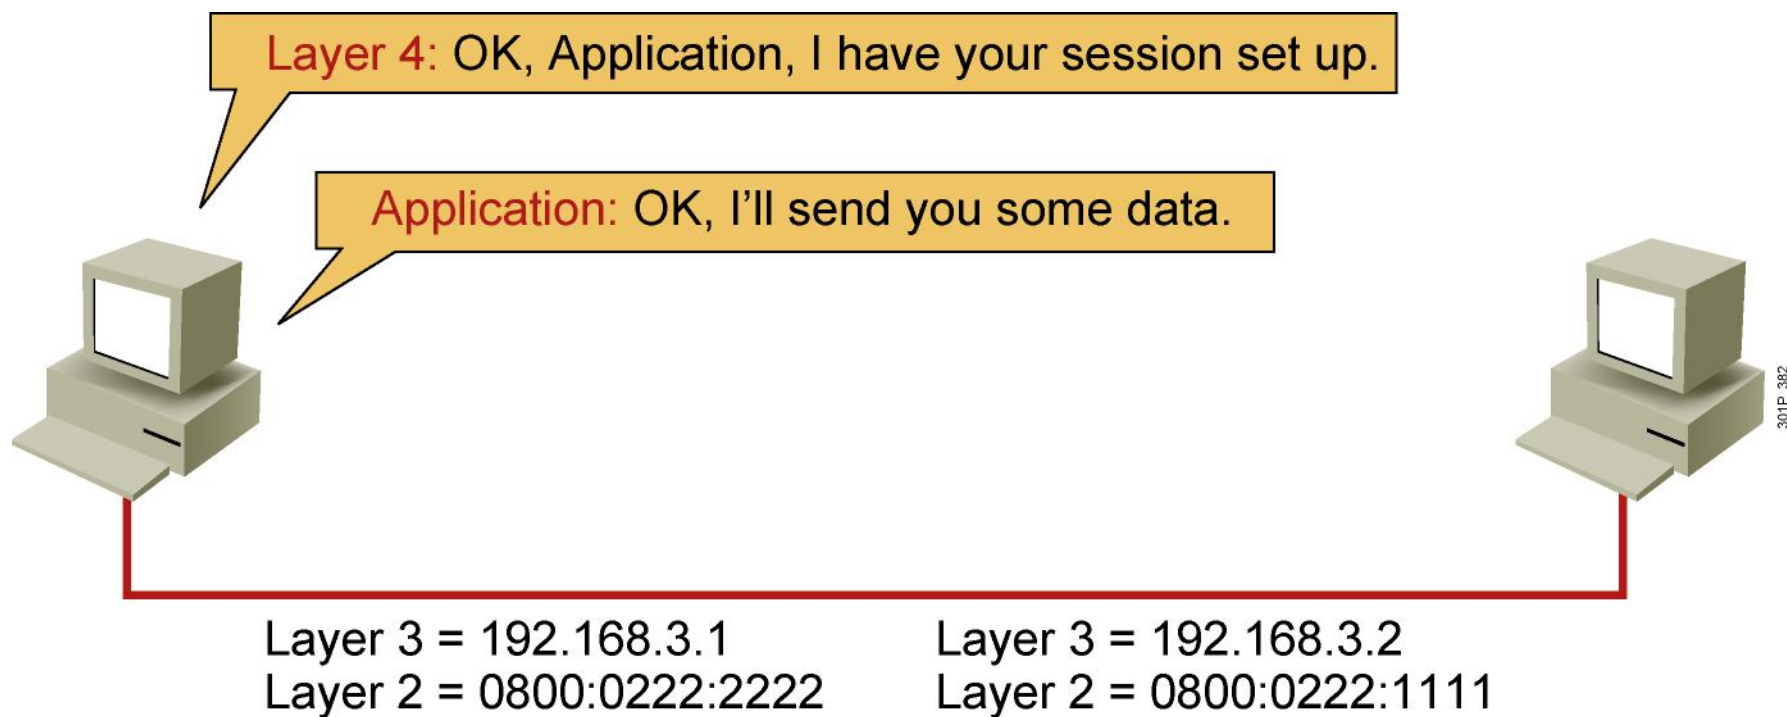 Layer 4: OK, Application, I have your session set up.
Application: OK, I'll send you some data.
301P_382
Layer 3 = 192.168.3.1
Layer 2 = 0800:0222:2222
Layer 3 = 192.168.3.2
Layer 2 = 0800:0222:1111